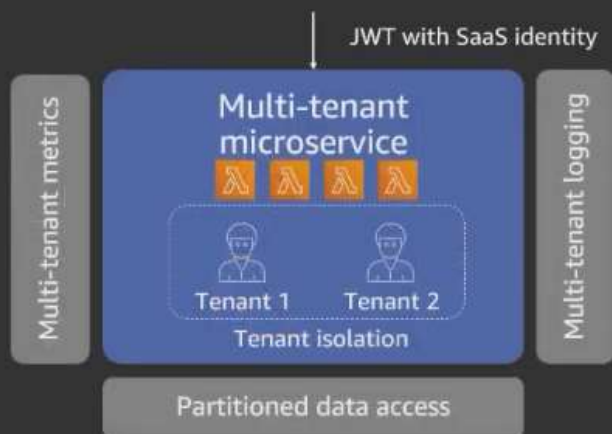 JWT with SaaS identity
Multi-tenant metrics
Multi-tenant
microservice
Tenant 1
Tenant 2
Tenant isolation
Multi-tenant logging
Partitioned data access